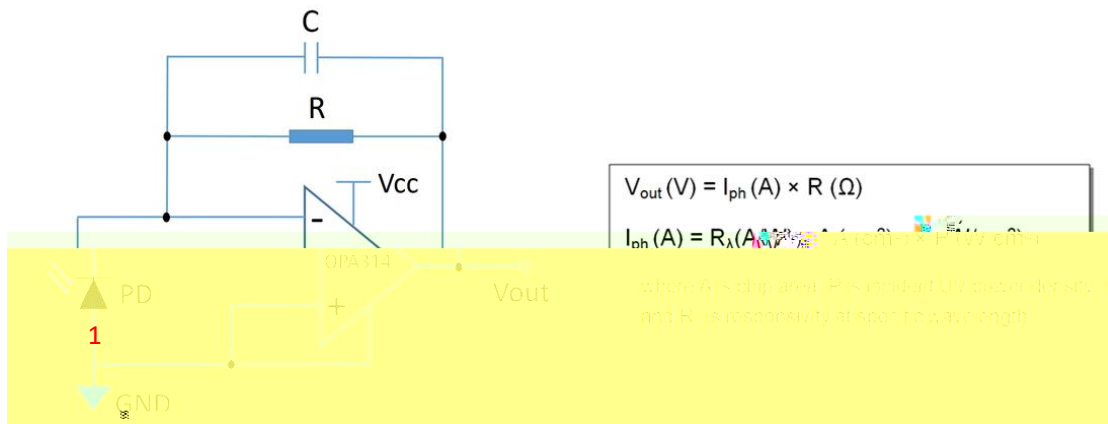 C
R
Vcc
-
Vout (V) = Iph (A) × R (Ω)
Iph (A) = Rλ(A
OPA314
+
PD
Vout
1
GND
where A is chip area, P is incident UV power density
and R is responsivity at specific wavelength